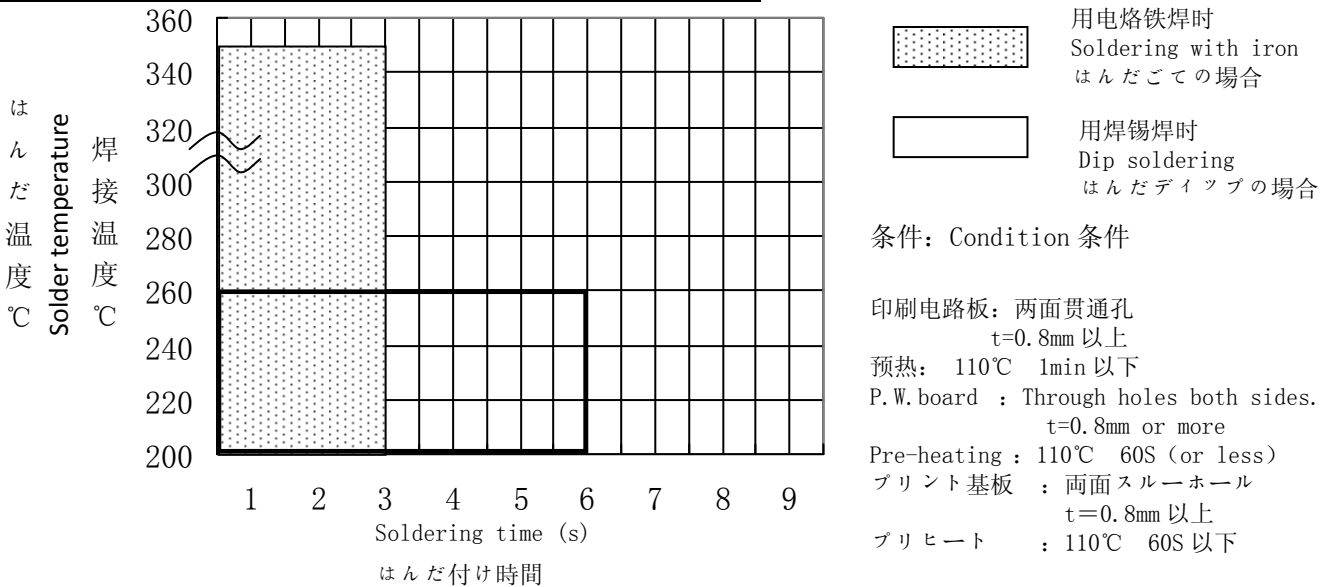 360
340
320
300
280
260
240
220
200
はんだ温度℃
Solder temperature
焊接温度℃
1 2 3 4 5 6 7 8 9
Soldering time (s)
はんだ付け時間
用电烙铁焊时
Soldering with iron
はんだごての場合
用焊锡焊时
Dip soldering
はんだデイツプの場合
条件: Condition 条件
印刷电路板: 两面贯通孔
t=0.8mm 以上
预热: 110℃ 1min 以下
P.W.board : Through holes both sides.
t=0.8mm or more
Pre-heating : 110℃ 60S (or less)
プリント基板 : 両面スルーホール
t=0.8mm 以上
プリヒート : 110℃ 60S 以下